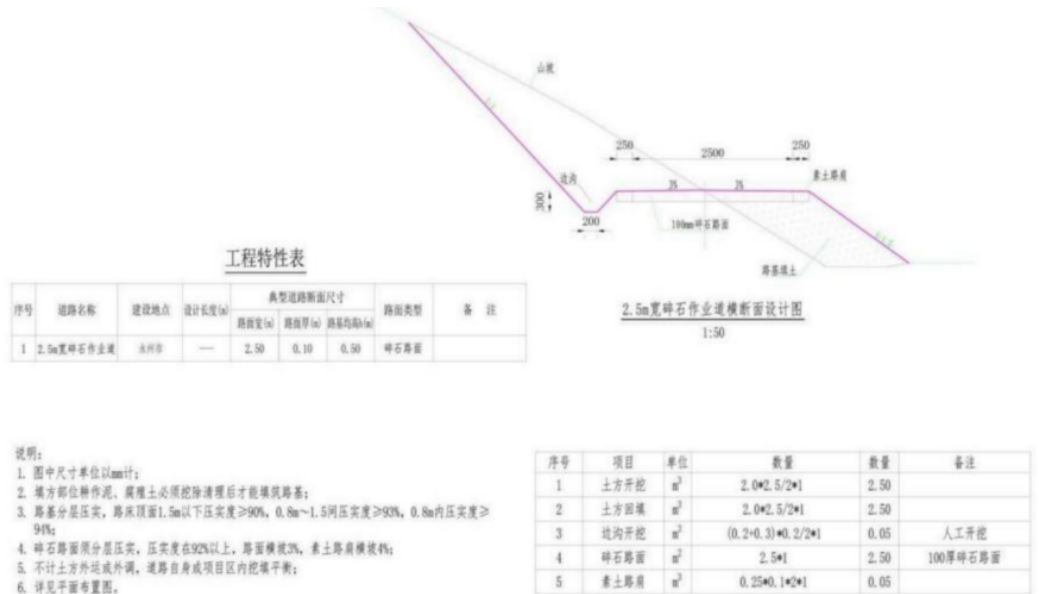 山坡
250
2500
250
边沟
3%
3%
素土路肩
300
200
100mm碎石路面
路基填土
2.5m宽碎石作业道横断面设计图
1:50
工程特性表
序号 道路名称 建设地点 设计长度(m) 典型道路断面尺寸 路面类型 备 注
路面宽(m) 路面厚(m) 路基均高h(m)
1 2.5m宽碎石作业道 永州市 — 2.50 0.10 0.50 碎石路面
说明:
1. 图中尺寸单位以mm计;
2. 填方部位耕作泥、腐殖土必须挖除清理后才能填筑路基;
3. 路基分层压实,路床顶面1.5m以下压实度≥90%,0.8m~1.5间压实度≥93%,0.8m内压实度≥
94%;
4. 碎石路面须分层压实,压实度在92%以上,路面横坡3%,素土路肩横坡4%;
5. 不计土方外运或外调,道路自身或项目区内挖填平衡;
6. 详见平面布置图。
序号 项目 单位 数量 数量 备注
1 土方开挖 m³ 2.0*2.5/2*1 2.50
2 土方回填 m³ 2.0*2.5/2*1 2.50
3 边沟开挖 m³ (0.2+0.3)*0.2/2*1 0.05 人工开挖
4 碎石路面 m² 2.5*1 2.50 100厚碎石路面
5 素土路肩 m³ 0.25*0.1*2*1 0.05